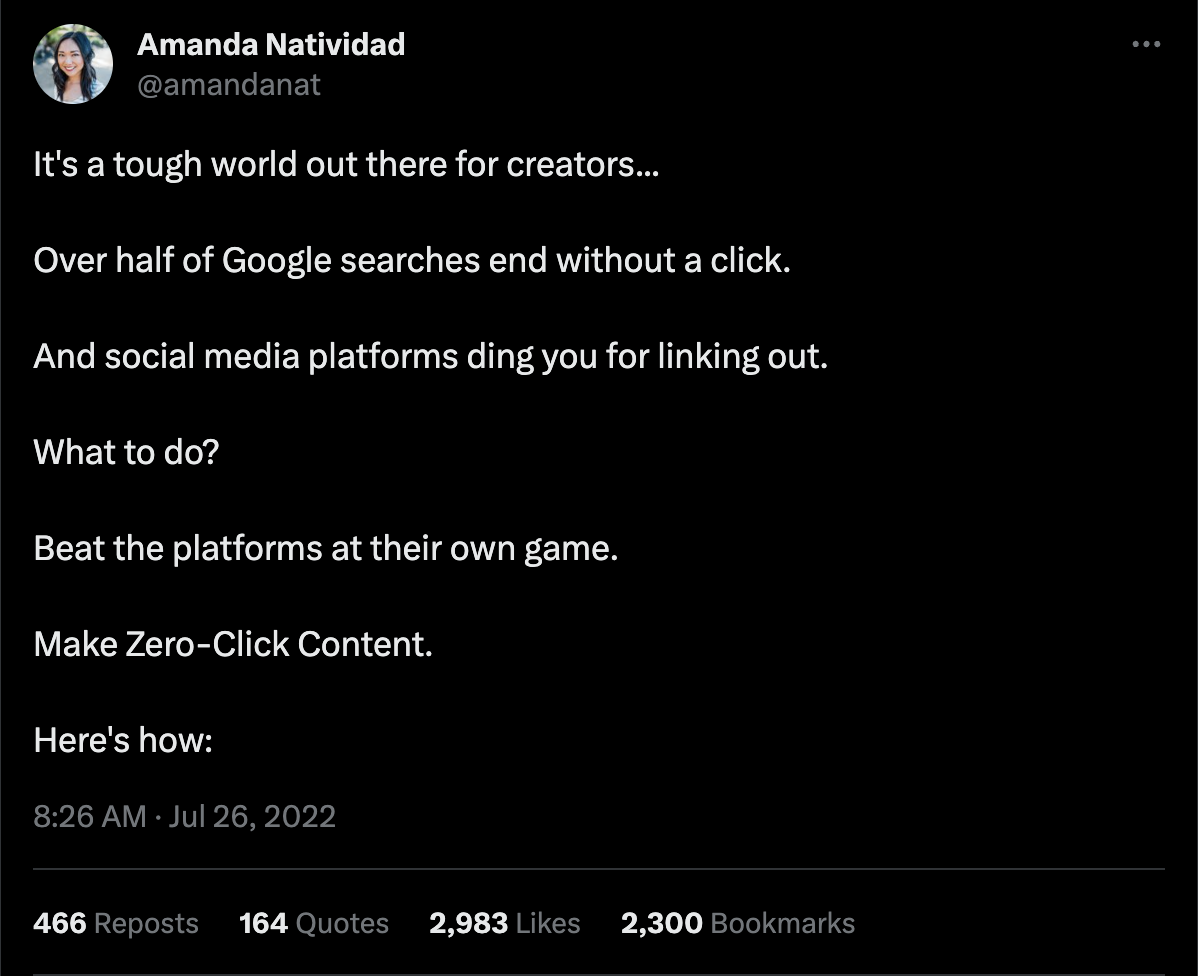 Amanda Natividad
@amandanat
It's a tough world out there for creators...
Over half of Google searches end without a click.
And social media platforms ding you for linking out.
What to do?
Beat the platforms at their own game.
Make Zero-Click Content.
Here's how:
8:26 AM · Jul 26, 2022
466 Reposts 164 Quotes 2,983 Likes 2,300 Bookmarks